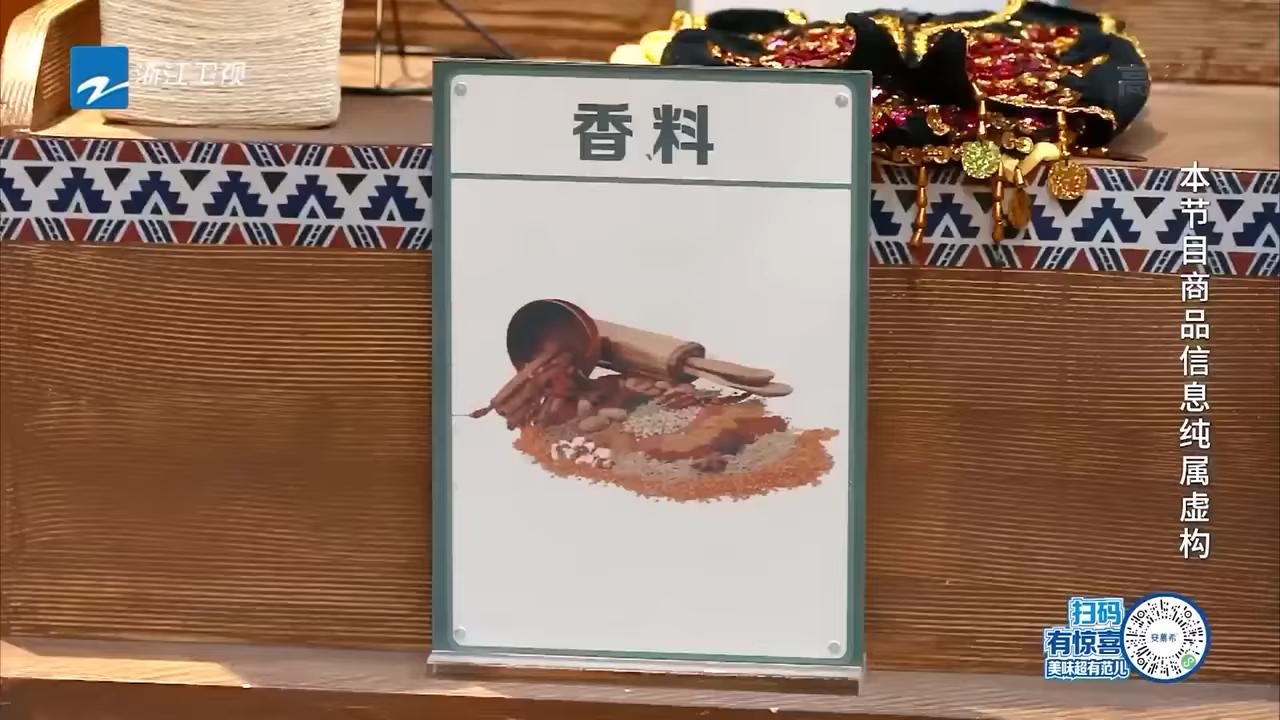 浙江卫视
香料
本节目商品信息纯属虚构
扫码
有惊喜
美味超有范儿
安慕希